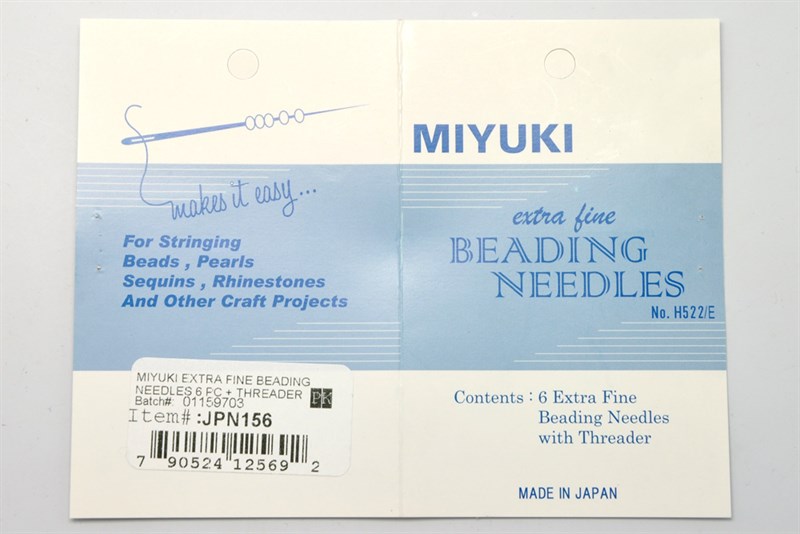 makes it easy...
For Stringing
Beads , Pearls
Sequins , Rhinestones
And Other Craft Projects
MIYUKI EXTRA FINE BEADING
NEEDLES 6 PC + THREADER
Batch#: 01159703
PK
Item# :JPN156
7 90524 12569 2
MIYUKI
extra fine
BEADING
NEEDLES
No. H522/E
Contents : 6 Extra Fine
Beading Needles
with Threader
MADE IN JAPAN